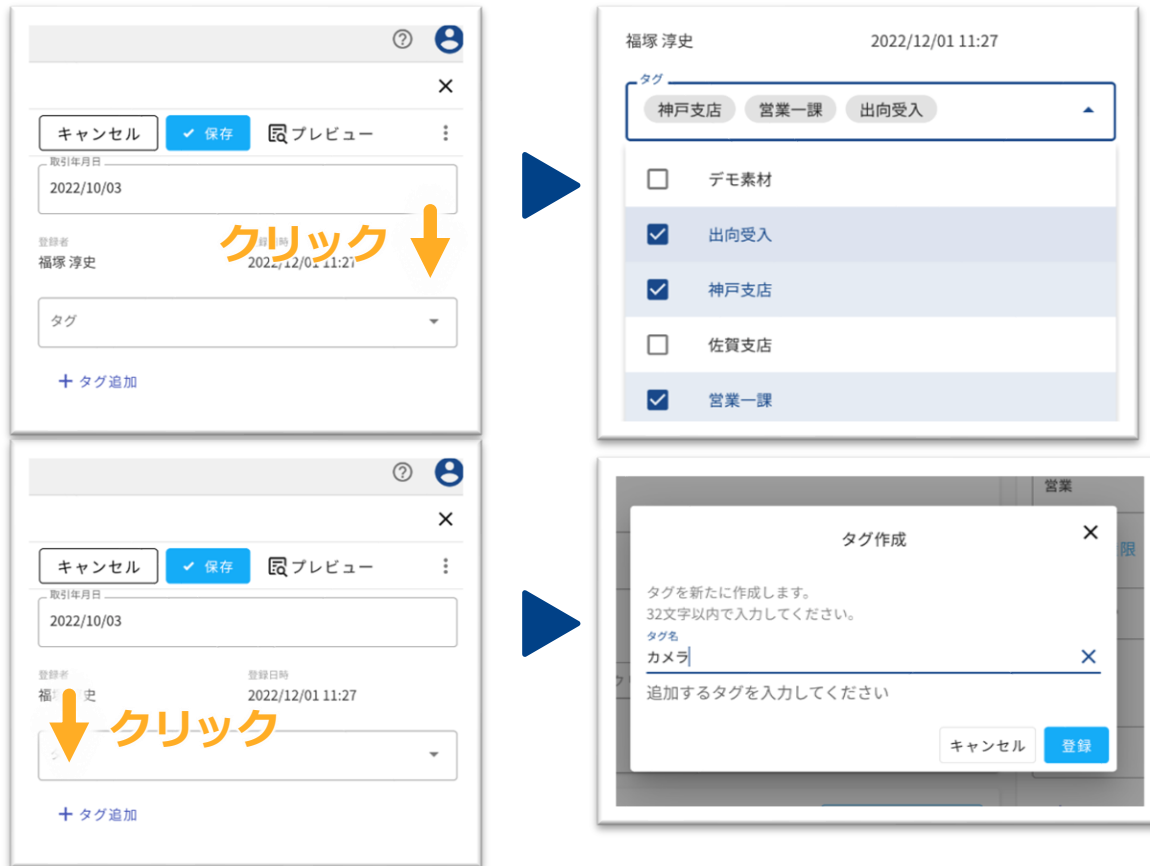 キャンセル
保存
プレビュー
取引年月日
2022/10/03
クリック
登録者
福塚 淳史
2022/12/01 11:27
タグ
+ タグ追加
福塚 淳史
2022/12/01 11:27
タグ
神戸支店 営業一課 出向受入
デモ素材
出向受入
神戸支店
佐賀支店
営業一課
キャンセル
保存
プレビュー
取引年月日
2022/10/03
登録日時
2022/12/01 11:27
クリック
+ タグ追加
営業
タグ作成
限
タグを新たに作成します。
32文字以内で入力してください。
タグ名
カメラ
追加するタグを入力してください
キャンセル
登録